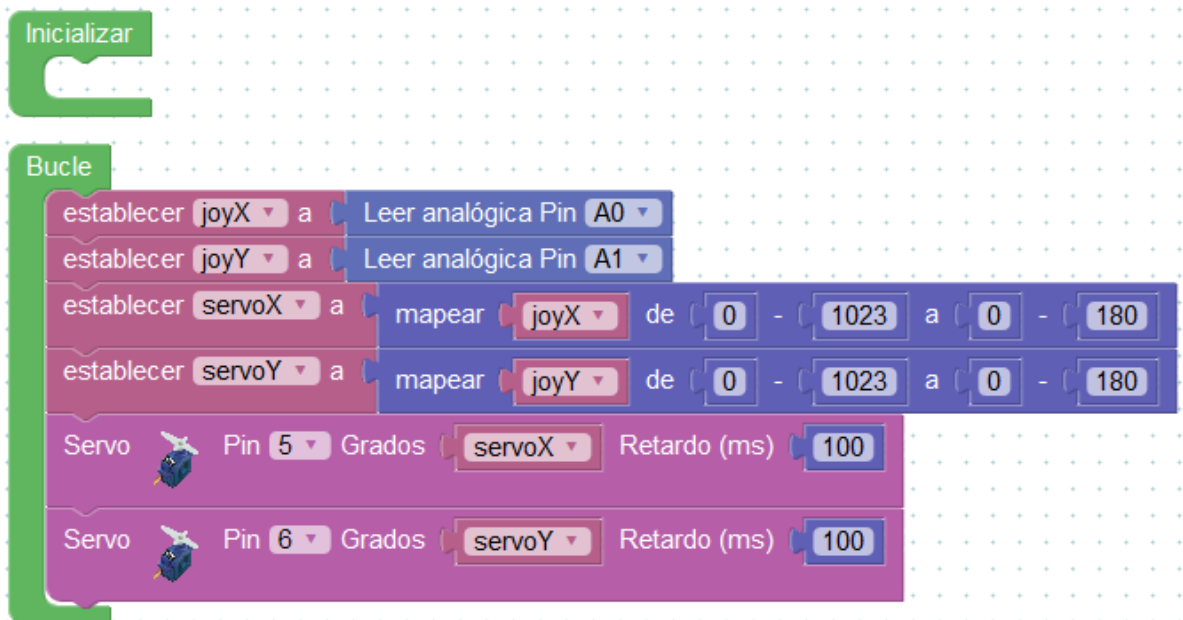 Inicializar
Bucle
establecer joyX a Leer analógica Pin A0
establecer joyY a Leer analógica Pin A1
establecer servoX a mapear joyX de 0 - 1023 a 0 - 180
establecer servoY a mapear joyY de 0 - 1023 a 0 - 180
Servo Pin 5 Grados servoX Retardo (ms) 100
Servo Pin 6 Grados servoY Retardo (ms) 100